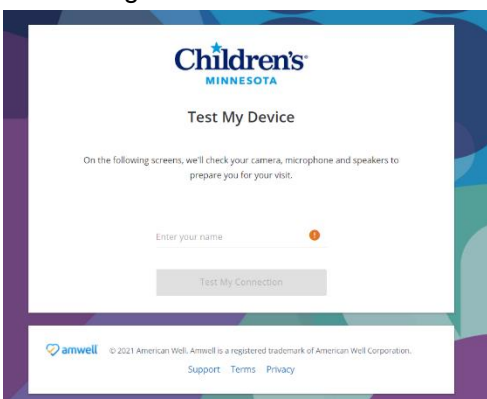 Children's
MINNESOTA
Test My Device
On the following screens, we'll check your camera, microphone and speakers to
prepare you for your visit.
Enter your name
Test My Connection
amwell © 2021 American Well. Amwell is a registered trademark of American Well Corporation.
Support Terms Privacy